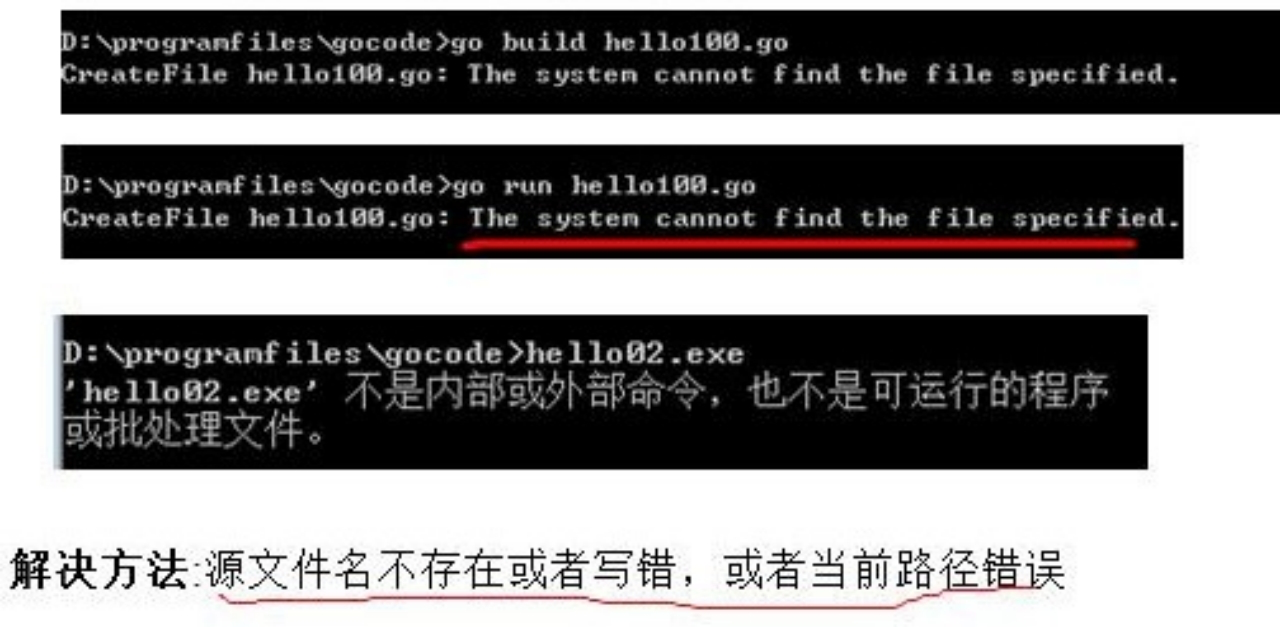 D:\programfiles\gocode>go build hello100.go
CreateFile hello100.go: The system cannot find the file specified.
D:\programfiles\gocode>go run hello100.go
CreateFile hello100.go: The system cannot find the file specified.
D:\programfiles\gocode>hello02.exe
'hello02.exe' 不是内部或外部命令，也不是可运行的程序
或批处理文件。
解决方法:源文件名不存在或者写错，或者当前路径错误